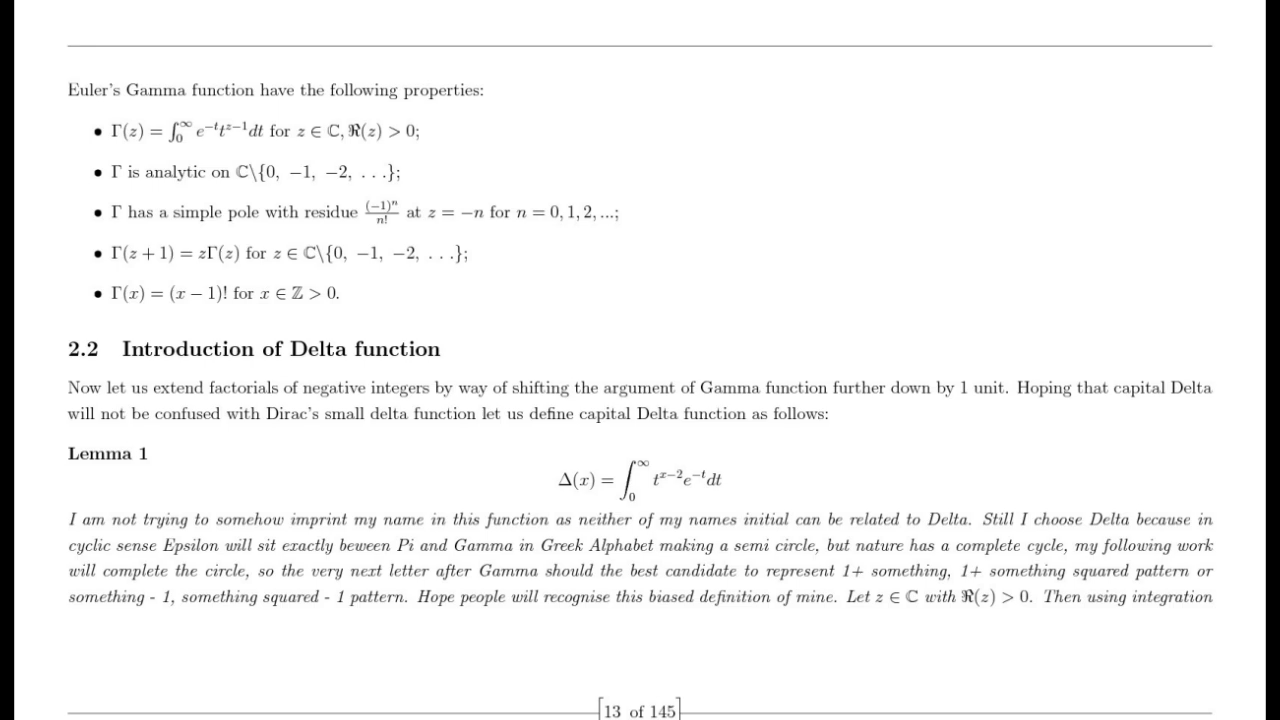 Euler's Gamma function have the following properties:
• Γ(z) = ∫₀^∞ e^{−t}t^{z−1}dt for z ∈ ℂ, ℜ(z) > 0;
• Γ is analytic on ℂ\{0, −1, −2, . . .};
• Γ has a simple pole with residue (−1)^n/n! at z = −n for n = 0, 1, 2, ...;
• Γ(z + 1) = zΓ(z) for z ∈ ℂ\{0, −1, −2, . . .};
• Γ(x) = (x − 1)! for x ∈ ℤ > 0.
2.2 Introduction of Delta function
Now let us extend factorials of negative integers by way of shifting the argument of Gamma function further down by 1 unit. Hoping that capital Delta
will not be confused with Dirac's small delta function let us define capital Delta function as follows:
Lemma 1
Δ(x) = ∫₀^∞ t^{x−2}e^{−t}dt
I am not trying to somehow imprint my name in this function as neither of my names initial can be related to Delta. Still I choose Delta because in
cyclic sense Epsilon will sit exactly beween Pi and Gamma in Greek Alphabet making a semi circle, but nature has a complete cycle, my following work
will complete the circle, so the very next letter after Gamma should the best candidate to represent 1+ something, 1+ something squared pattern or
something - 1, something squared - 1 pattern. Hope people will recognise this biased definition of mine. Let z ∈ ℂ with ℜ(z) > 0. Then using integration
[13 of 145]